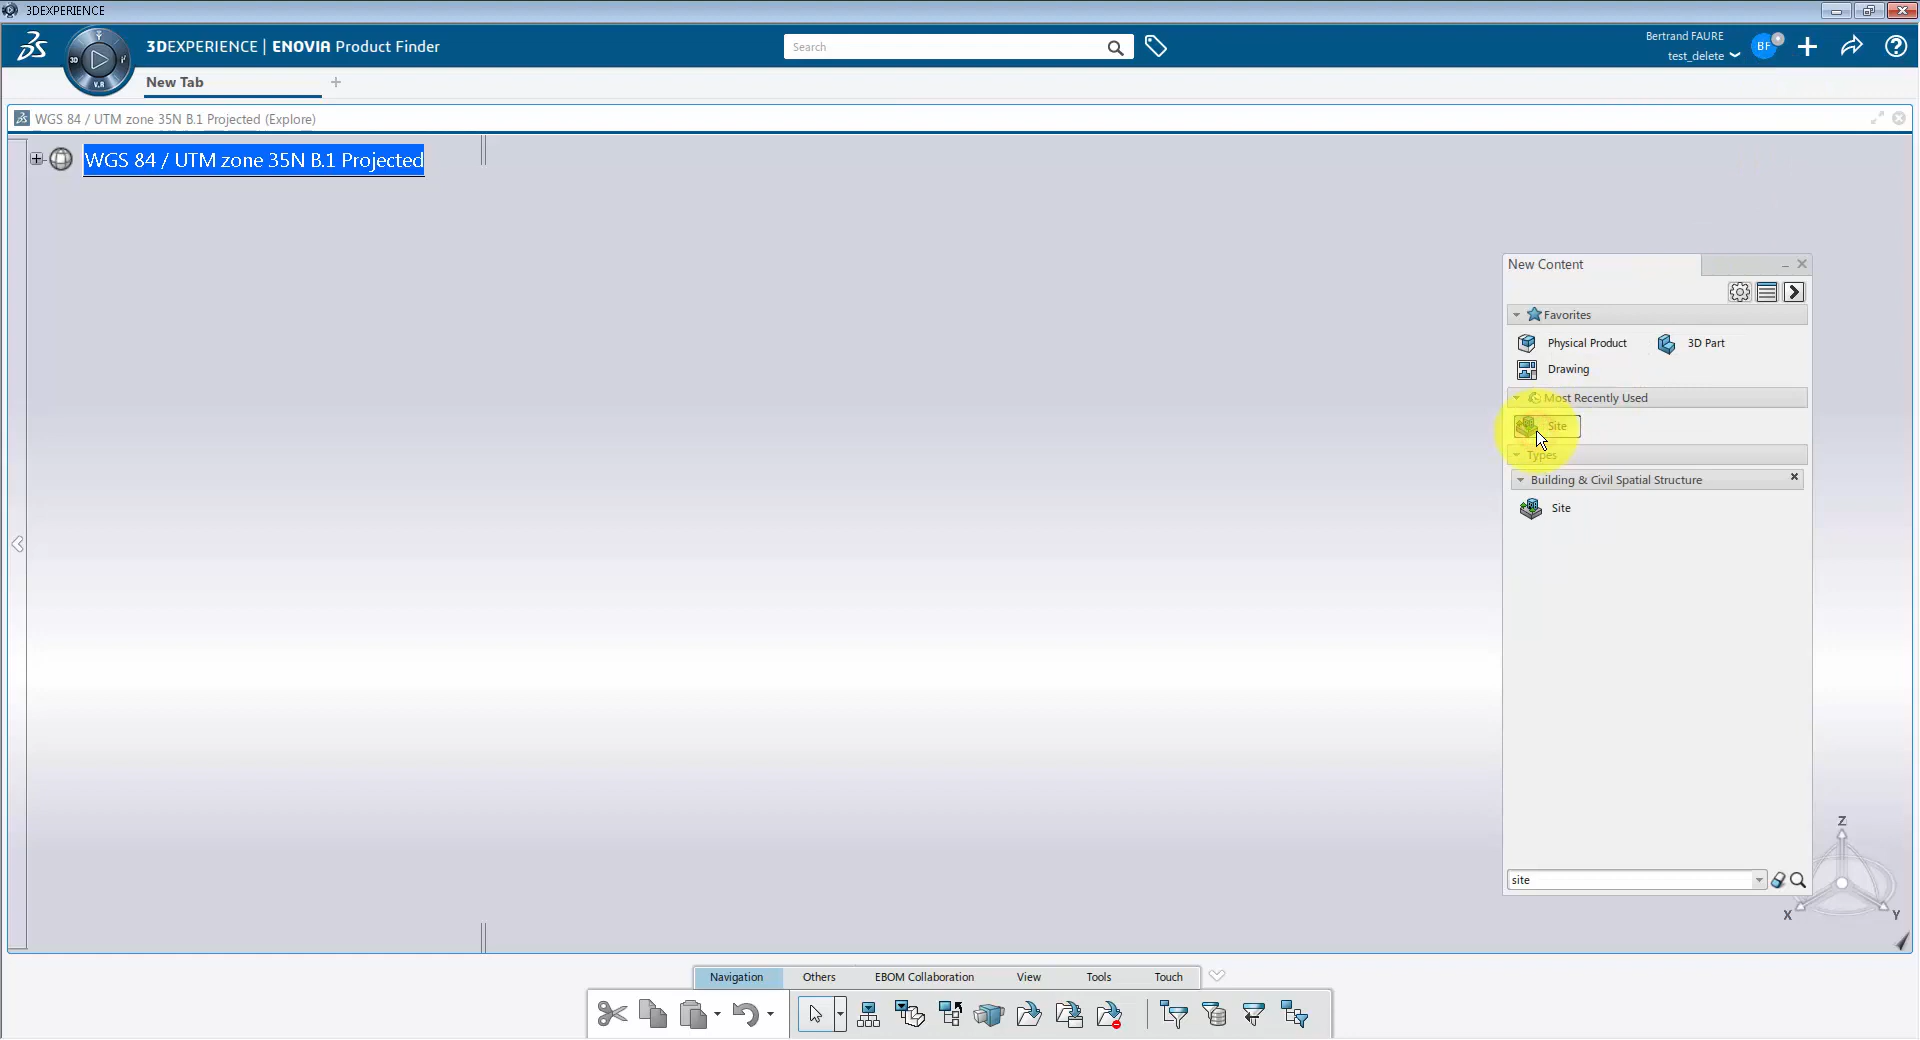 3DEXPERIENCE
3DEXPERIENCE | ENOVIA Product Finder
Search
Bertrand FAURE
test_delete
BF
3D
V.R
New Tab
WGS 84 / UTM zone 35N B.1 Projected (Explore)
WGS 84 / UTM zone 35N B.1 Projected
New Content
Favorites
Physical Product
3D Part
Drawing
Most Recently Used
Site
Types
Building & Civil Spatial Structure
Site
site
Z
X
Y
Navigation
Others
EBOM Collaboration
View
Tools
Touch